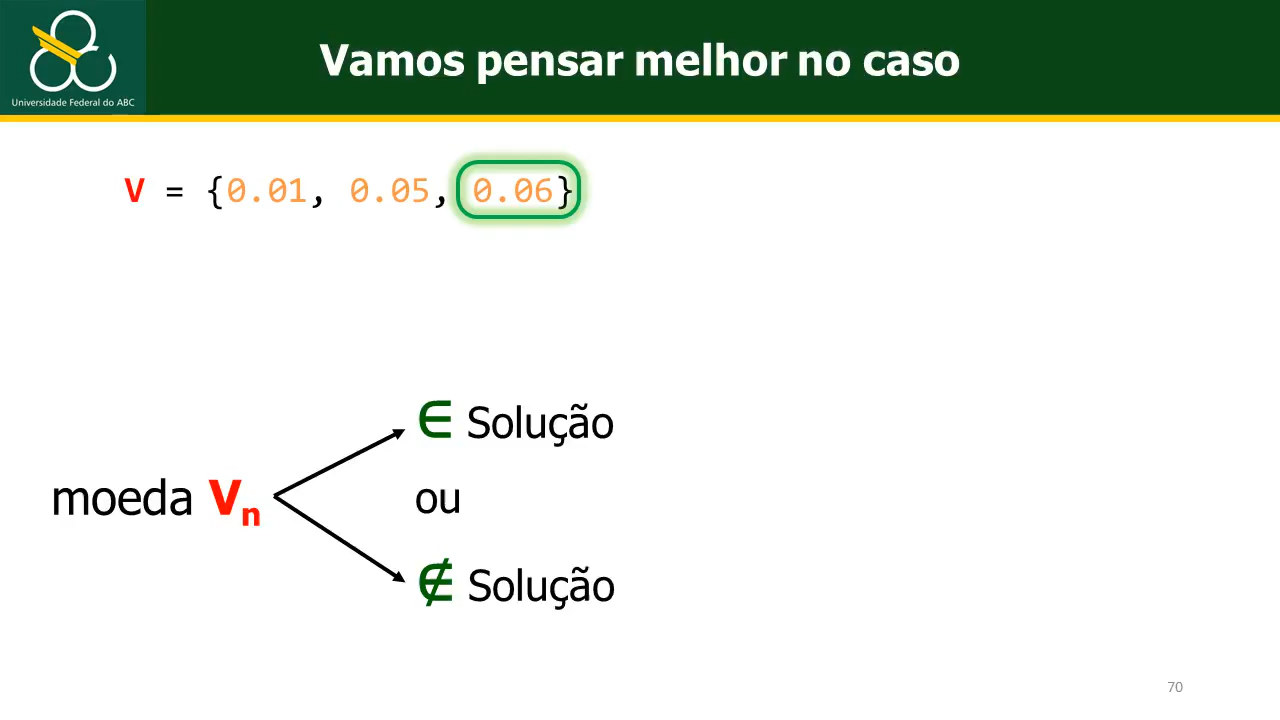 Universidade Federal do ABC
Vamos pensar melhor no caso
V = {0.01, 0.05, 0.06}
∈ Solução
moeda Vn
ou
∉ Solução
70